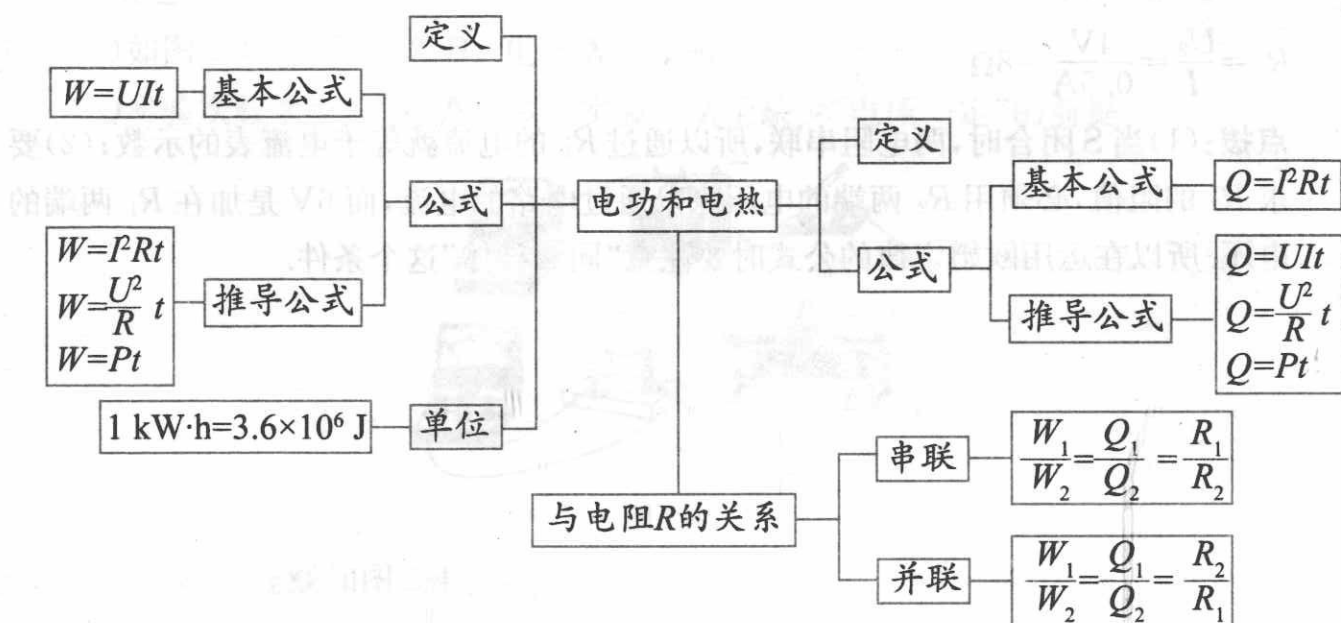 定义
W=UIt
基本公式
公式
W=I²Rt
W=U²/R t
W=Pt
推导公式
1 kW·h=3.6×10⁶ J
单位
电功和电热
定义
基本公式
Q=I²Rt
公式
推导公式
Q=UIt
Q=U²/R t
Q=Pt
与电阻R的关系
串联
W₁/W₂=Q₁/Q₂=R₁/R₂
并联
W₁/W₂=Q₁/Q₂=R₂/R₁